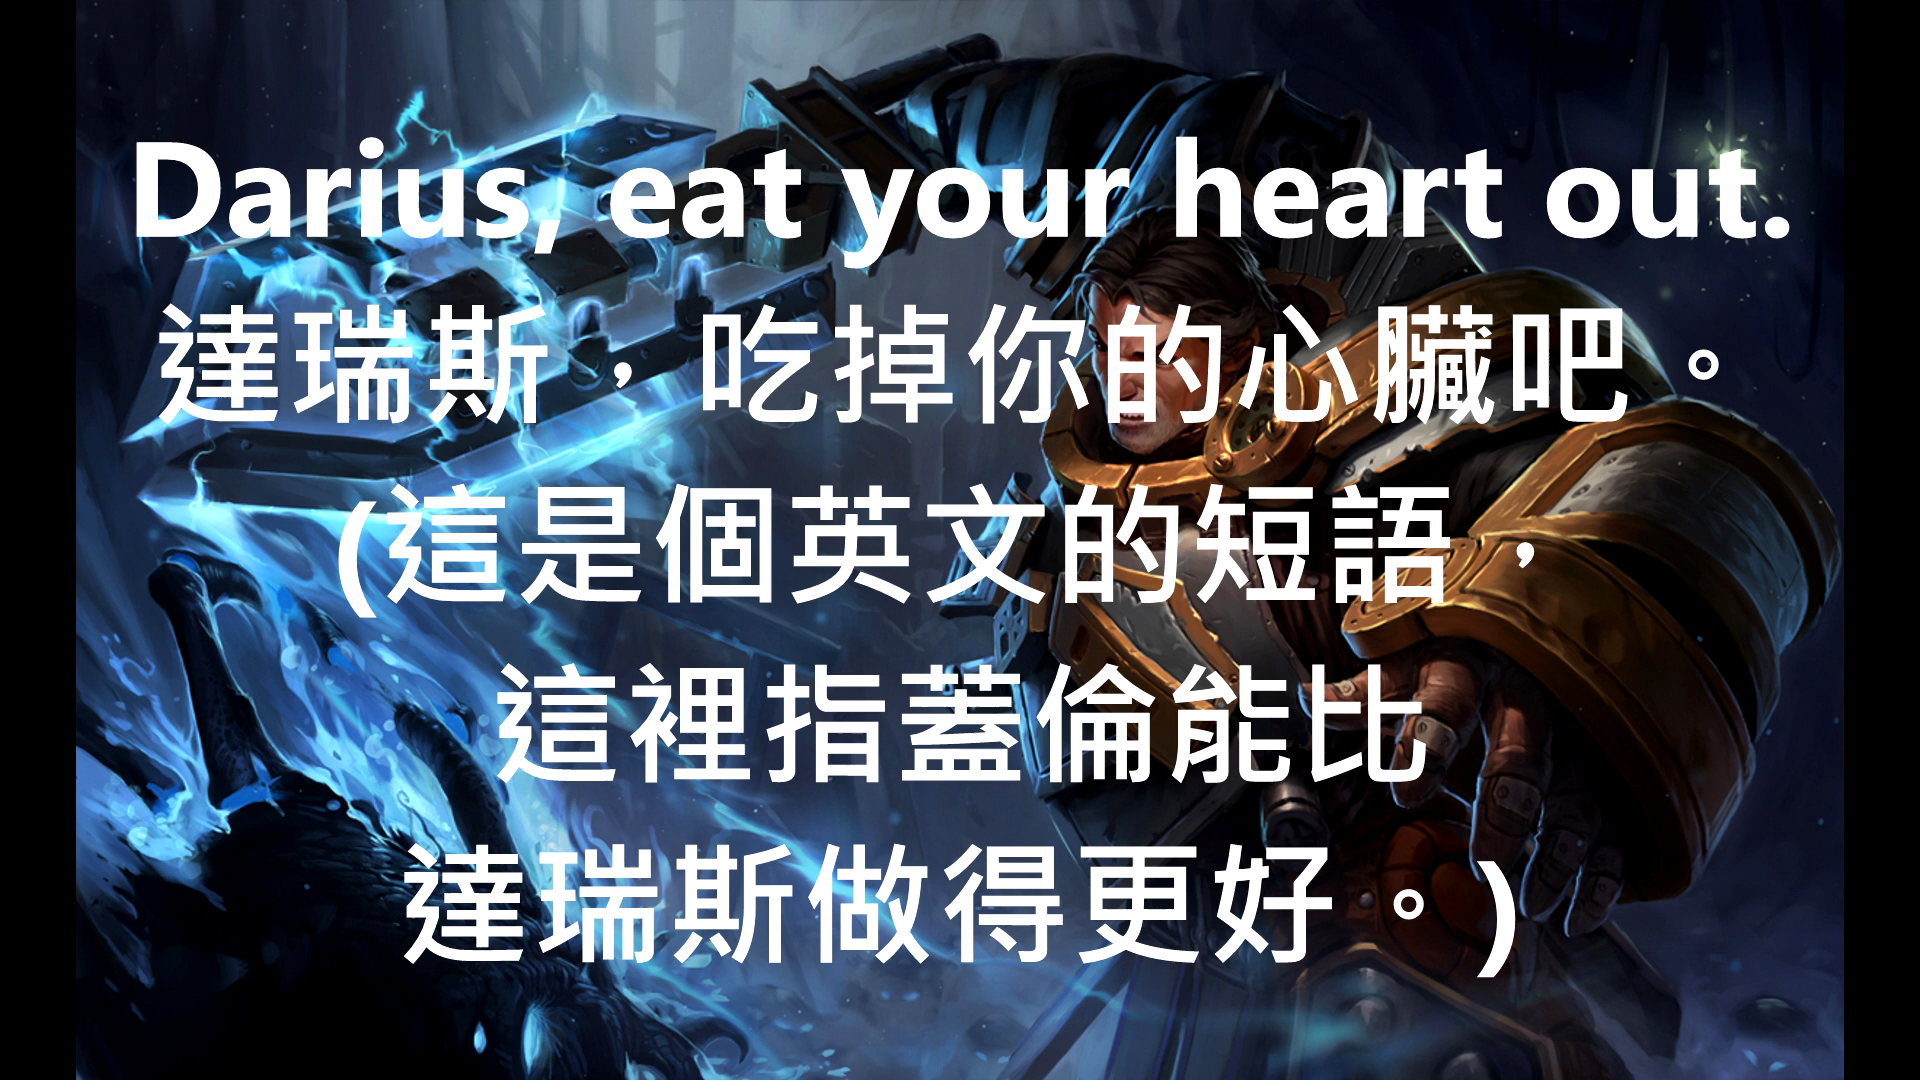 Darius, eat your heart out.
達瑞斯，吃掉你的心臟吧。
(這是個英文的短語，
這裡指蓋倫能比
達瑞斯做得更好。)